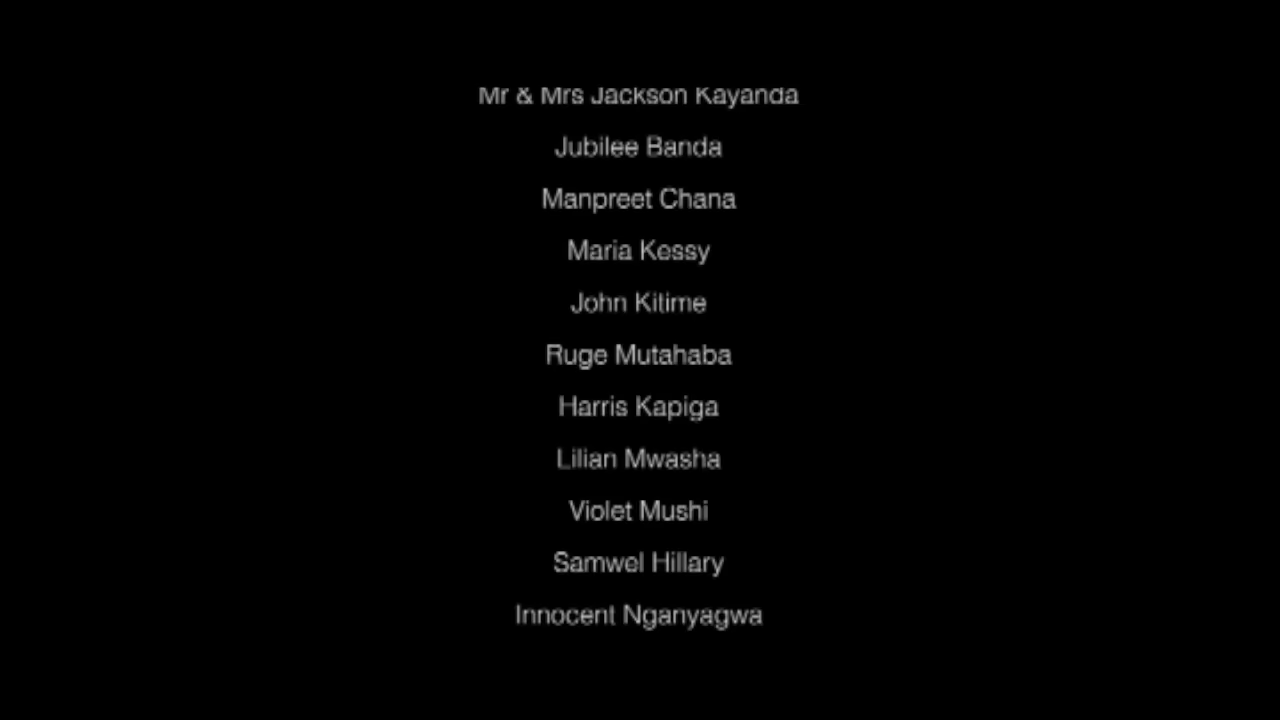 Mr & Mrs Jackson Kayanda
Jubilee Banda
Manpreet Chana
Maria Kessy
John Kitime
Ruge Mutahaba
Harris Kapiga
Lilian Mwasha
Violet Mushi
Samwel Hillary
Innocent Nganyagwa